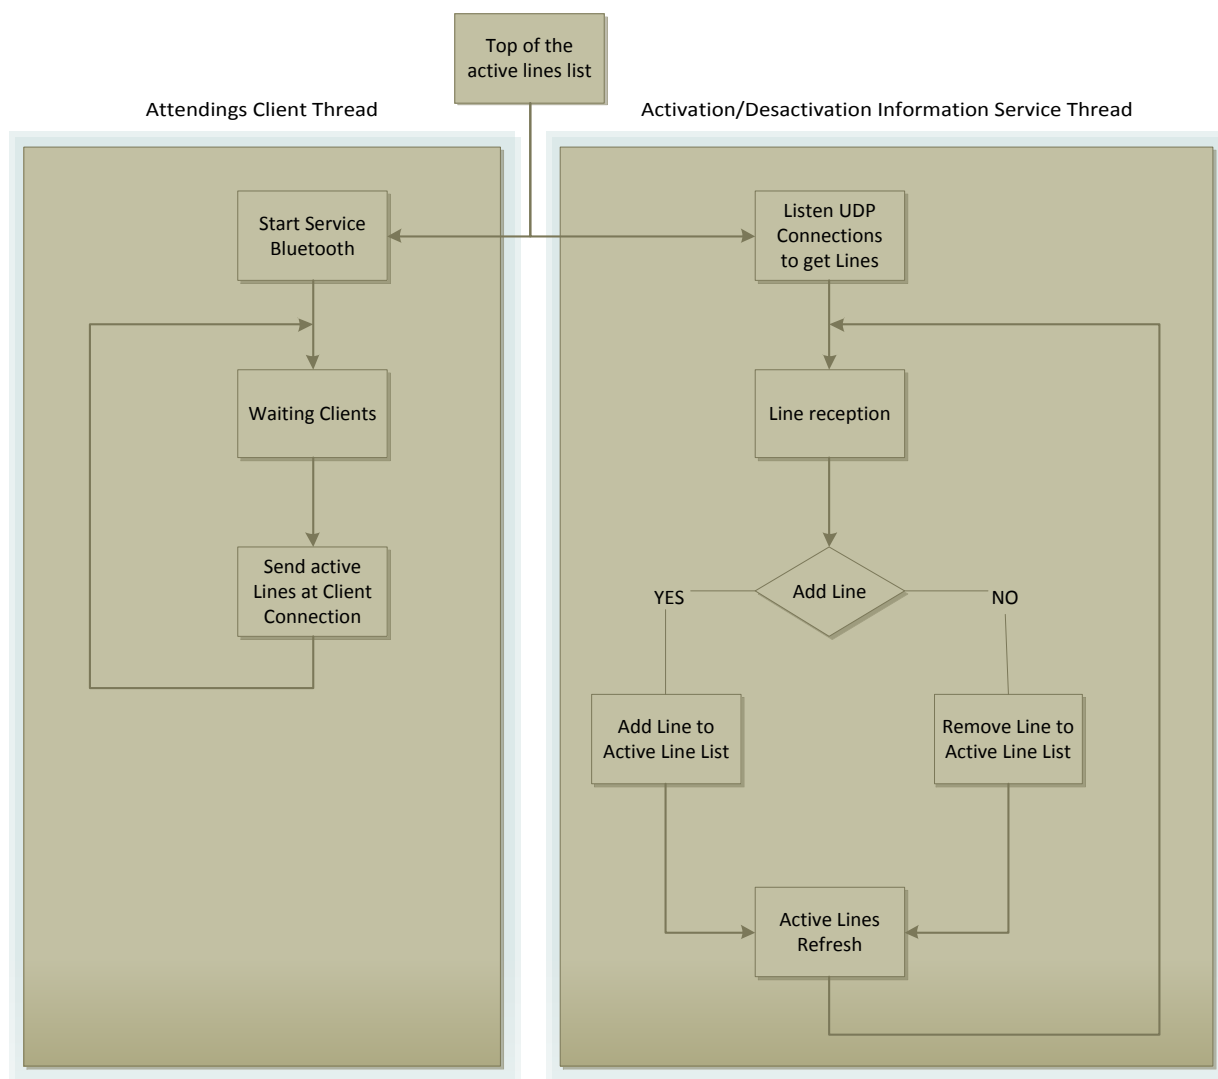 Top of the
active lines list
Attendings Client Thread
Activation/Desactivation Information Service Thread
Start Service
Bluetooth
Waiting Clients
Send active
Lines at Client
Connection
Listen UDP
Connections
to get Lines
Line reception
Add Line
YES
NO
Add Line to
Active Line List
Remove Line to
Active Line List
Active Lines
Refresh